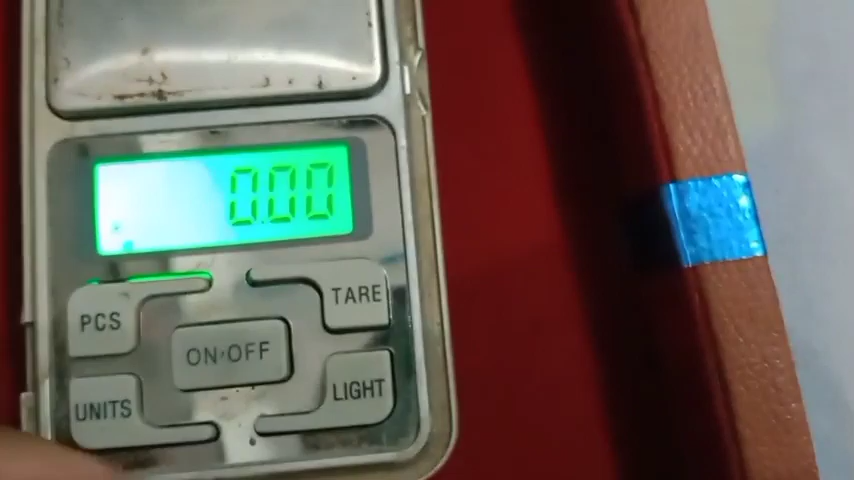 0.00
PCS
TARE
ON·OFF
UNITS
LIGHT